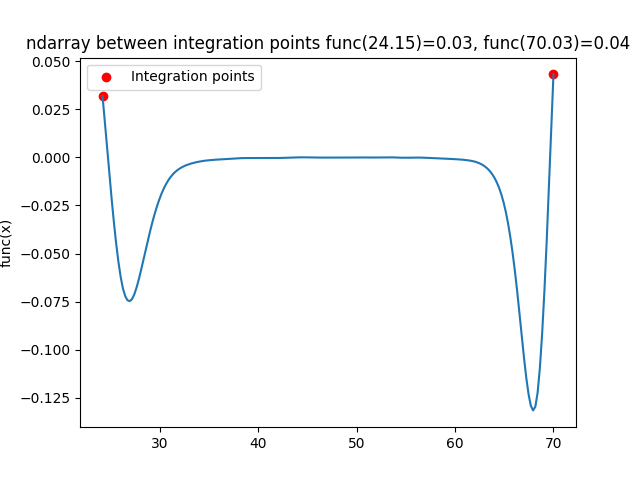 ndarray between integration points func(24.15)=0.03, func(70.03)=0.04
Integration points
func(x)
0.050
0.025
0.000
−0.025
−0.050
−0.075
−0.100
−0.125
30 40 50 60 70